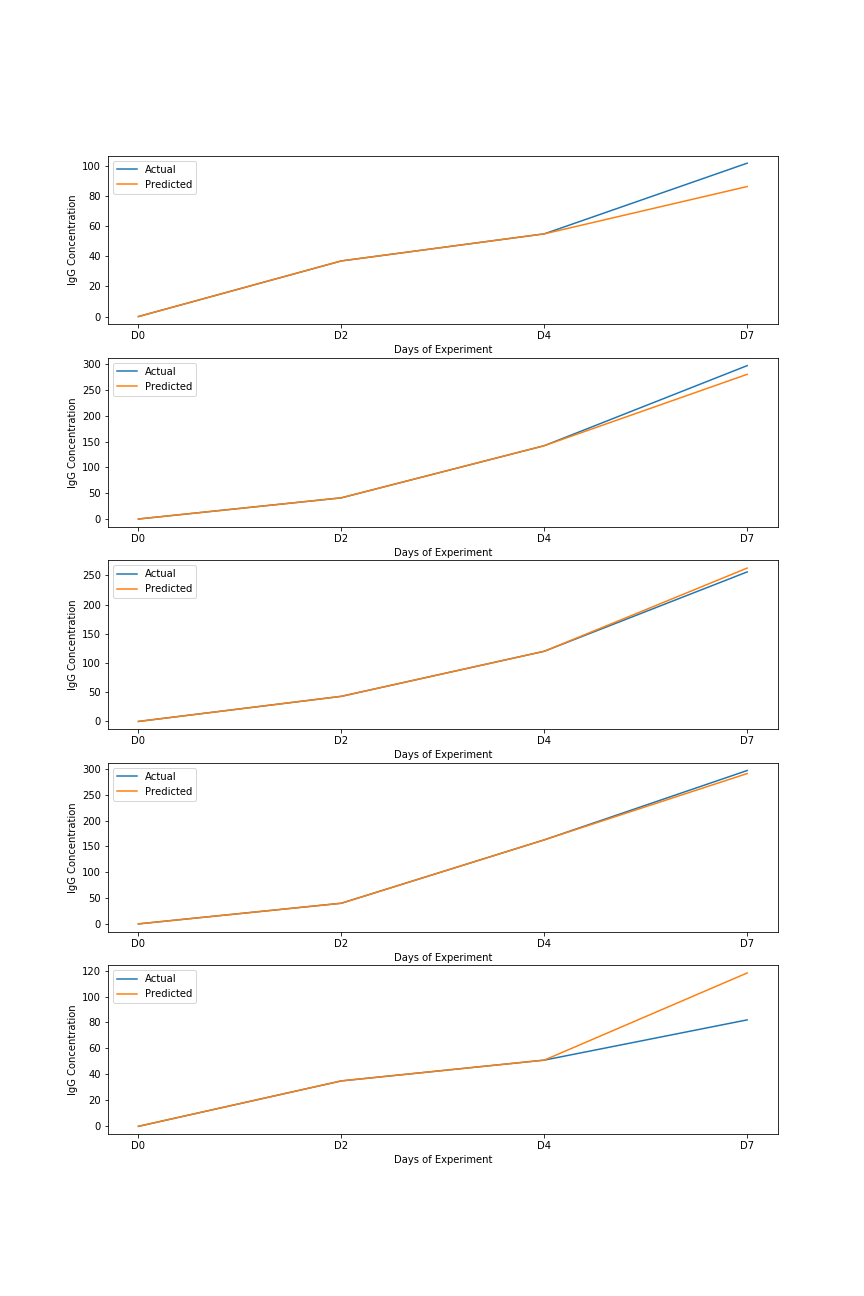 Actual
Predicted
100
80
60
40
20
0
IgG Concentration
D0 D2 D4 D7
Days of Experiment
Actual
Predicted
300
250
200
150
100
50
0
IgG Concentration
D0 D2 D4 D7
Days of Experiment
Actual
Predicted
250
200
150
100
50
0
IgG Concentration
D0 D2 D4 D7
Days of Experiment
Actual
Predicted
300
250
200
150
100
50
0
IgG Concentration
D0 D2 D4 D7
Days of Experiment
Actual
Predicted
120
100
80
60
40
20
0
IgG Concentration
D0 D2 D4 D7
Days of Experiment